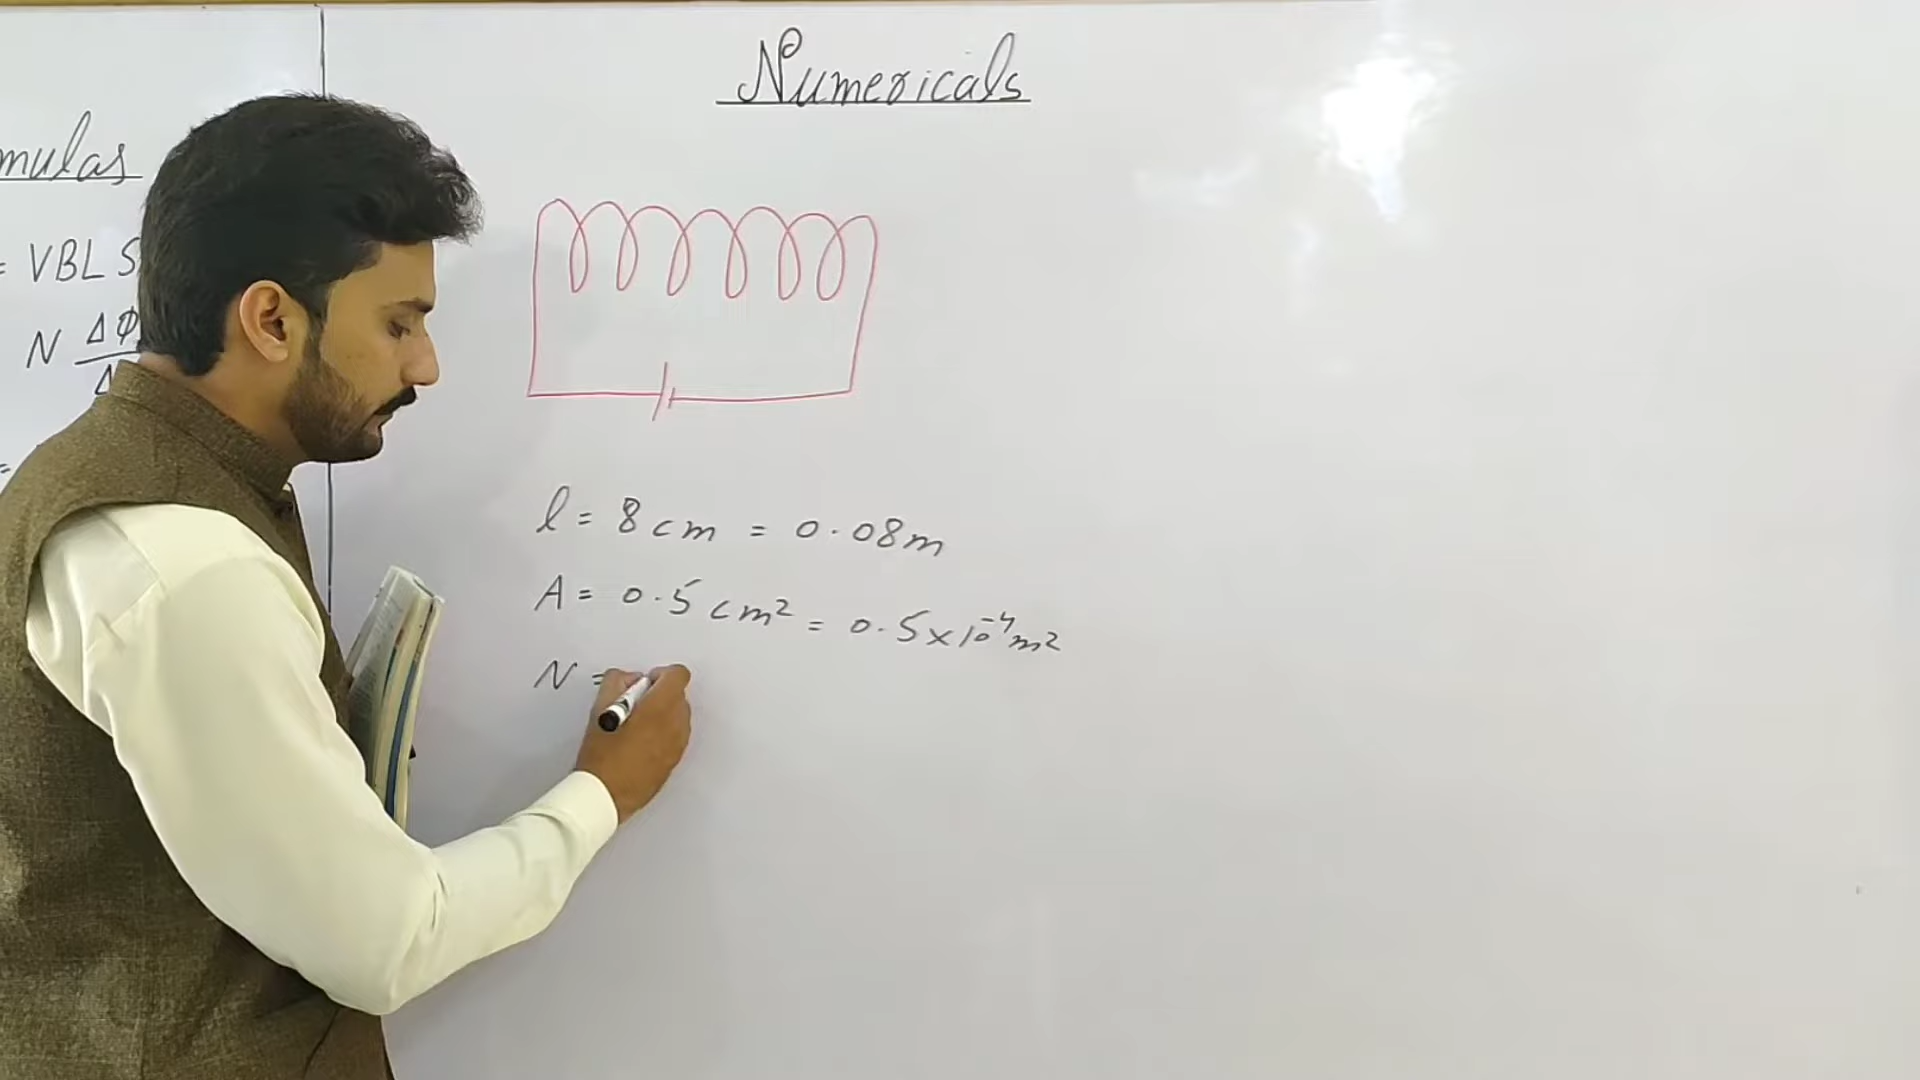 Numericals
mulas
= VBL S
N ΔΦ
Δ
=
l = 8 cm = 0.08m
A = 0.5 cm² = 0.5 × 10⁻⁴ m²
N =